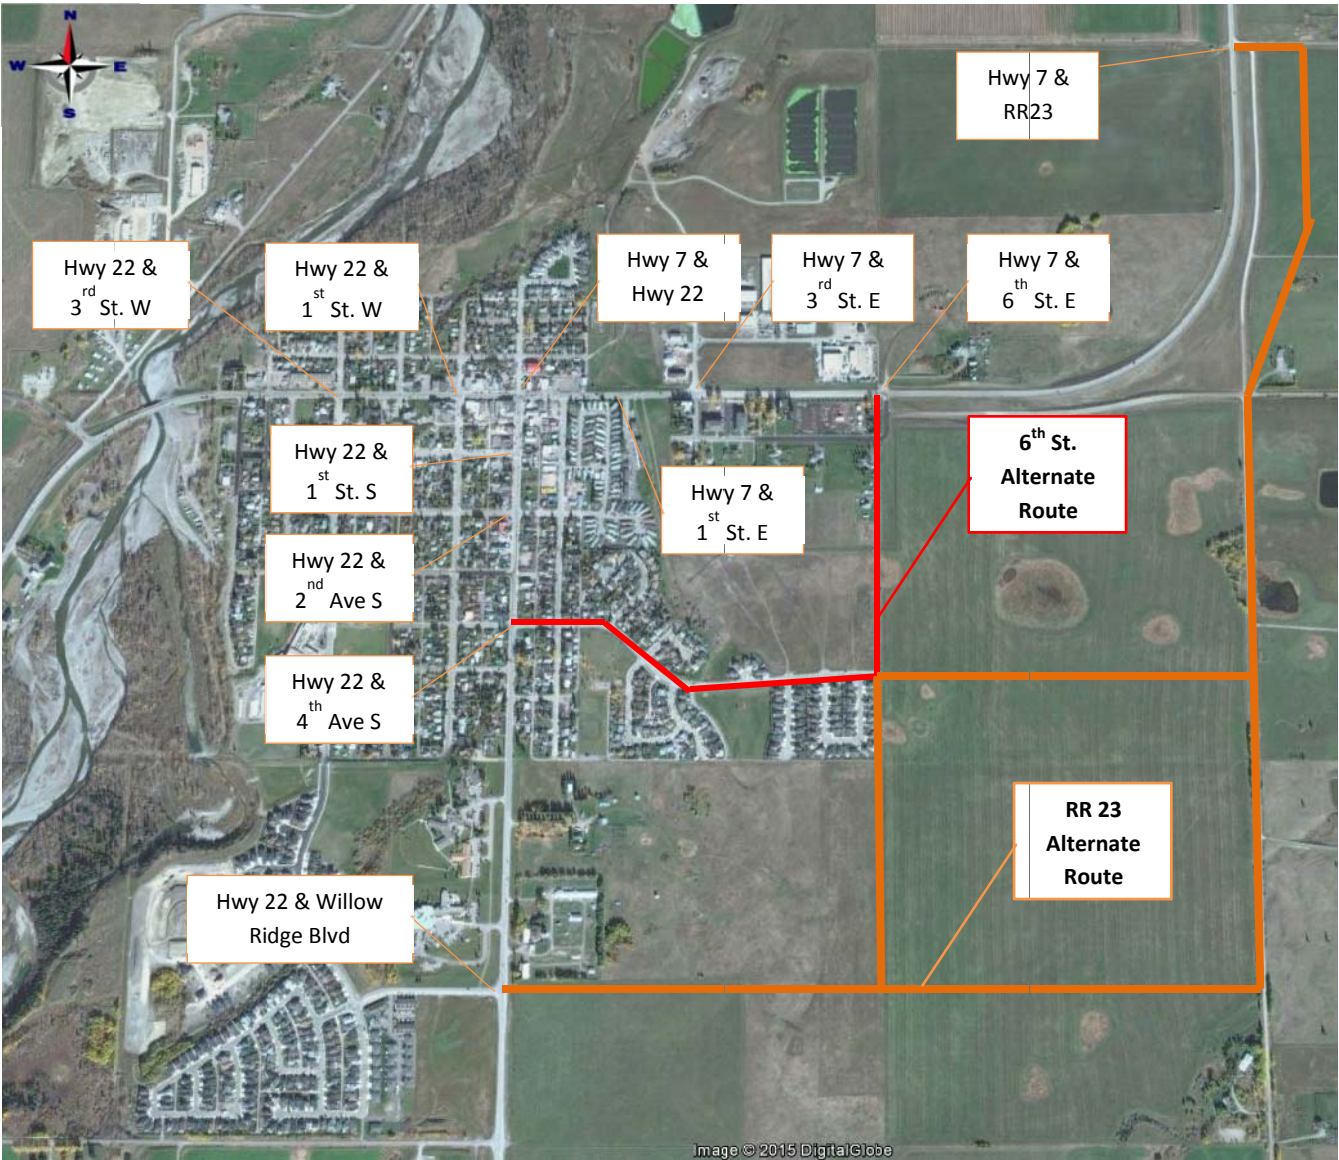 N
W E
S
Hwy 7 &
RR23
Hwy 22 &
3rd St. W
Hwy 22 &
1st St. W
Hwy 7 &
Hwy 22
Hwy 7 &
3rd St. E
Hwy 7 &
6th St. E
Hwy 22 &
1st St. S
Hwy 7 &
1st St. E
6th St.
Alternate
Route
Hwy 22 &
2nd Ave S
Hwy 22 &
4th Ave S
RR 23
Alternate
Route
Hwy 22 & Willow
Ridge Blvd
Image © 2015 DigitalGlobe